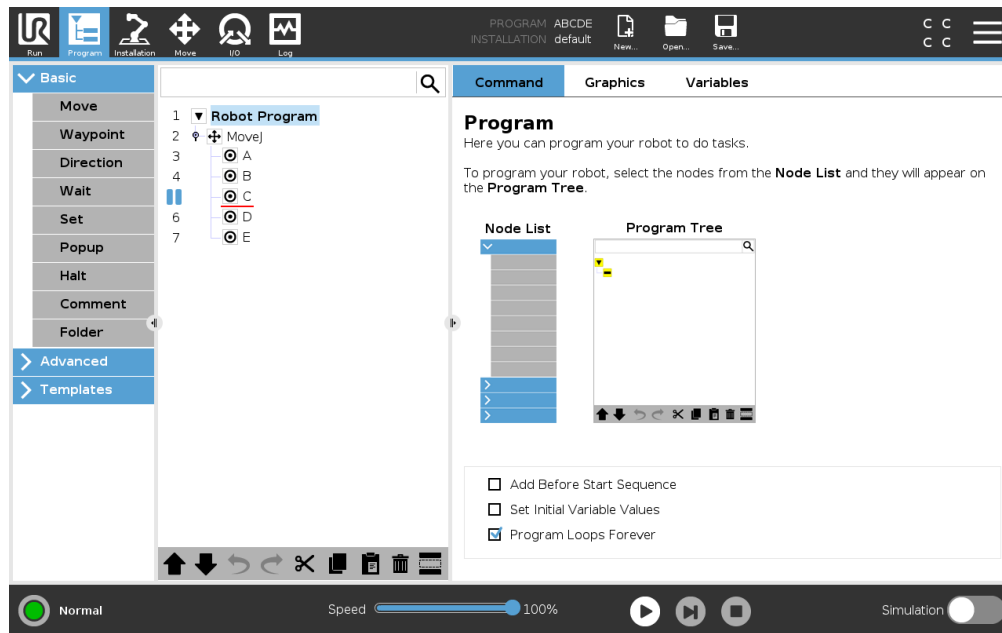 PROGRAM ABCDE
INSTALLATION default
UR
Run
Program
Installation
Move
I/O
Log
New...
Open...
Save...
C C
C C
Basic
Move
Waypoint
Direction
Wait
Set
Popup
Halt
Comment
Folder
Advanced
Templates
1 Robot Program
2 MoveJ
3 A
4 B
C
6 D
7 E
Command Graphics Variables
Program
Here you can program your robot to do tasks.
To program your robot, select the nodes from the Node List and they will appear on
the Program Tree.
Node List Program Tree
Add Before Start Sequence
Set Initial Variable Values
Program Loops Forever
Normal
Speed 100%
Simulation